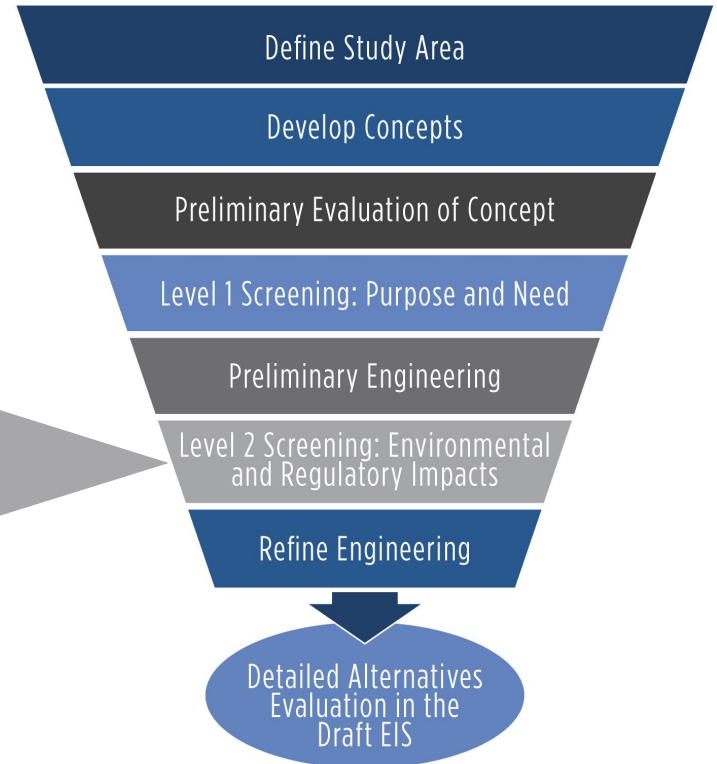 Define Study Area
Develop Concepts
Preliminary Evaluation of Concept
Level 1 Screening: Purpose and Need
Preliminary Engineering
Level 2 Screening: Environmental
and Regulatory Impacts
Refine Engineering
Detailed Alternatives
Evaluation in the
Draft EIS